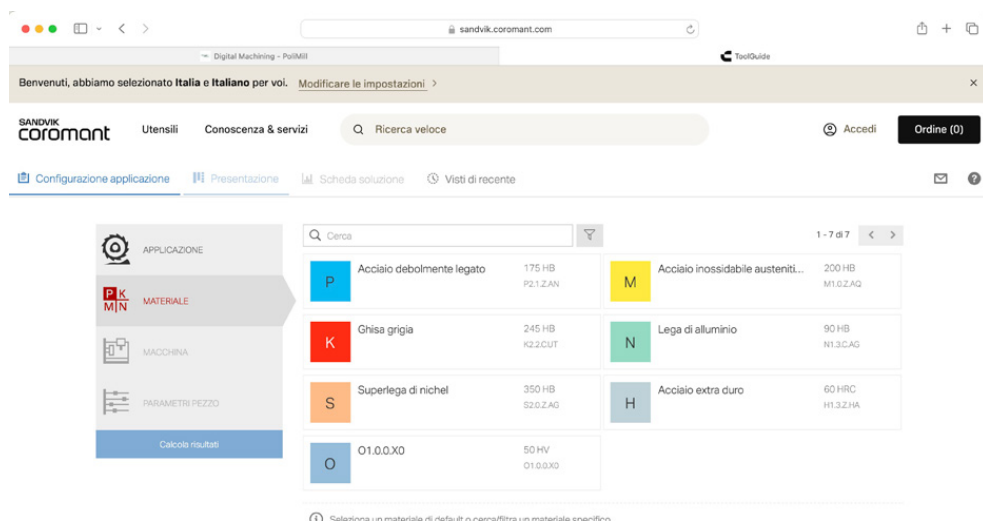 sandvik.coromant.com
Digital Machining - PoliMill
ToolGuide
Benvenuti, abbiamo selezionato Italia e Italiano per voi. Modificare le impostazioni >
SANDVIK
coromant
Utensili
Conoscenza & servizi
Ricerca veloce
Accedi
Ordine (0)
Configurazione applicazione
Presentazione
Scheda soluzione
Visti di recente
APPLICAZIONE
P K
M N
MATERIALE
MACCHINA
PARAMETRI PEZZO
Calcola risultati
Cerca
1 - 7 di 7
P
Acciaio debolmente legato
175 HB
P2.1.Z.AN
M
Acciaio inossidabile austeniti...
200 HB
M1.0.Z.AQ
K
Ghisa grigia
245 HB
K2.2.C.UT
N
Lega di alluminio
90 HB
N1.3.C.AG
S
Superlega di nichel
350 HB
S2.0.Z.AG
H
Acciaio extra duro
60 HRC
H1.3.Z.HA
O
O1.0.0.X0
50 HV
O1.0.0.X0
Seleziona un materiale di default o cerca/filtra un materiale specifico